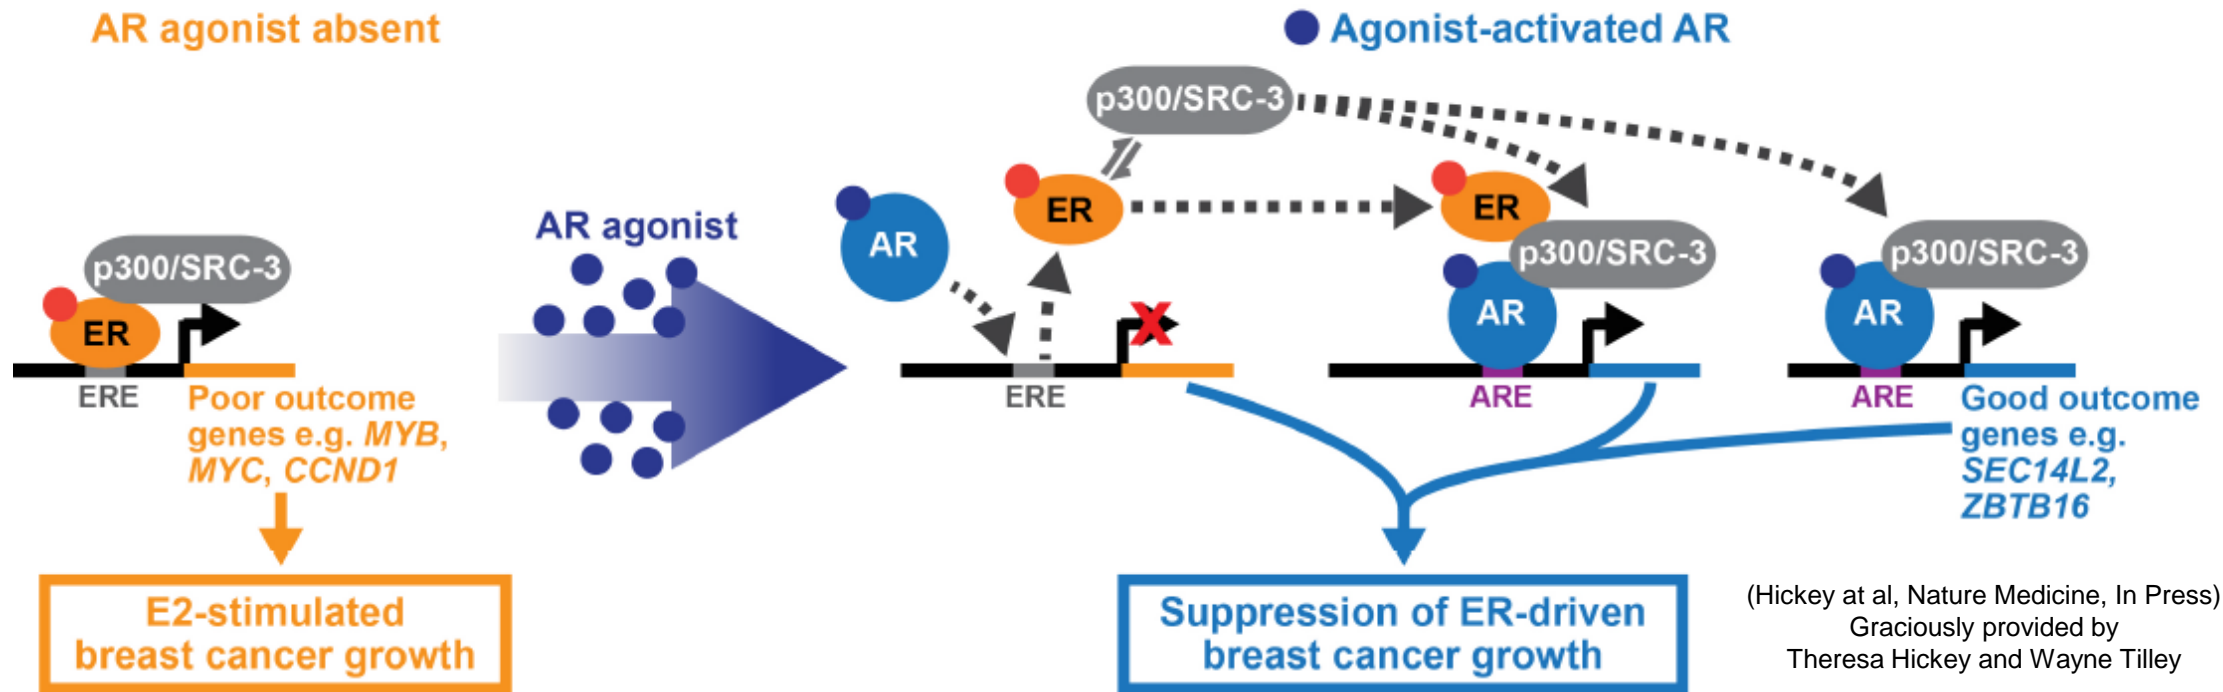 AR agonist absent
Agonist-activated AR
p300/SRC-3
ER
ERE
Poor outcome
genes e.g. MYB,
MYC, CCND1
E2-stimulated
breast cancer growth
AR agonist
AR
ER
p300/SRC-3
ERE
X
ER
p300/SRC-3
AR
ARE
p300/SRC-3
AR
ARE
Good outcome
genes e.g.
SEC14L2,
ZBTB16
Suppression of ER-driven
breast cancer growth
(Hickey at al, Nature Medicine, In Press)
Graciously provided by
Theresa Hickey and Wayne Tilley